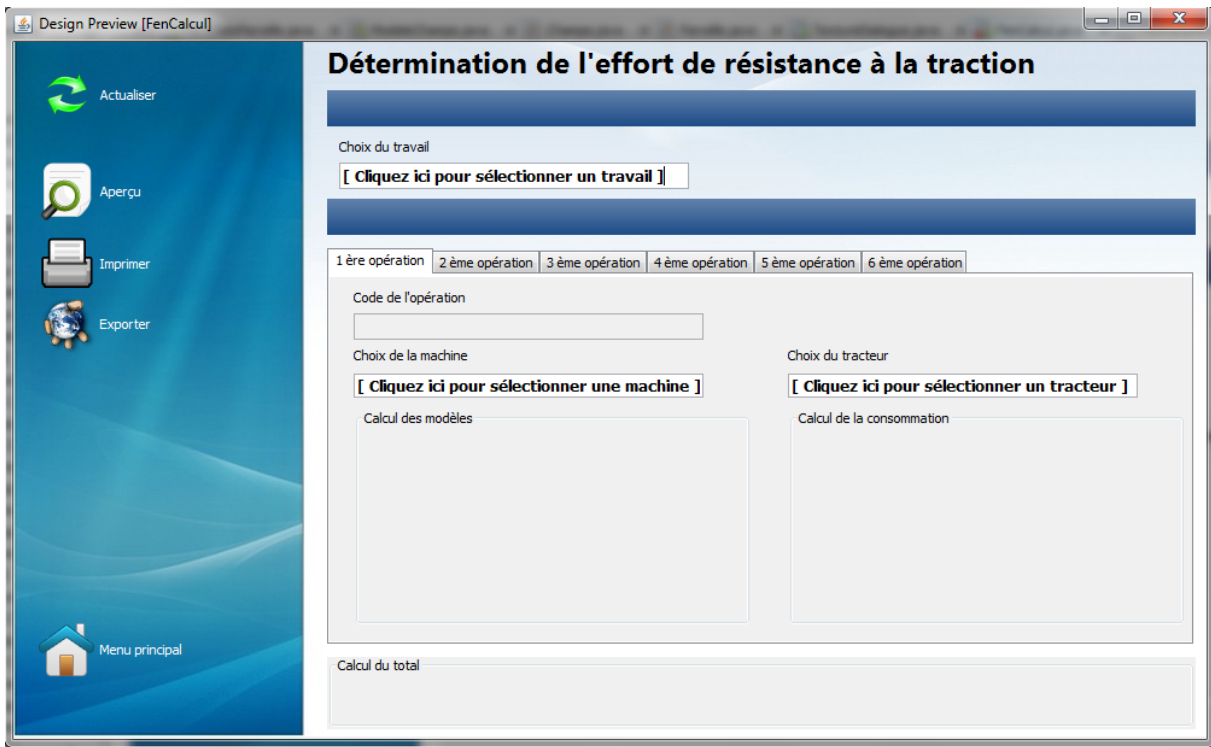 Design Preview [FenCalcul]
Actualiser
Aperçu
Imprimer
Exporter
Menu principal
Détermination de l'effort de résistance à la traction
Choix du travail
[ Cliquez ici pour sélectionner un travail ]
1 ère opération 2 ème opération 3 ème opération 4 ème opération 5 ème opération 6 ème opération
Code de l'opération
Choix de la machine Choix du tracteur
[ Cliquez ici pour sélectionner une machine ] [ Cliquez ici pour sélectionner un tracteur ]
Calcul des modèles Calcul de la consommation
Calcul du total